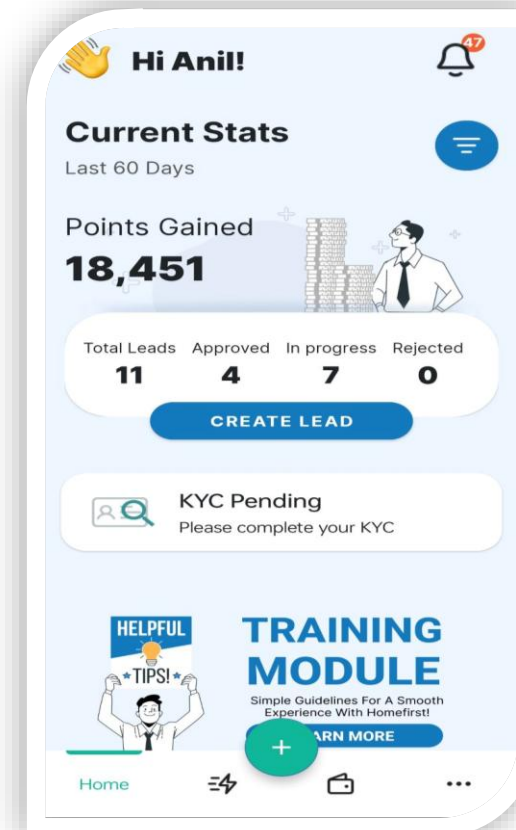 Hi Anil!
47
Current Stats
Last 60 Days
Points Gained
18,451
Total Leads Approved In progress Rejected
11 4 7 0
CREATE LEAD
KYC Pending
Please complete your KYC
HELPFUL
TIPS!
TRAINING
MODULE
Simple Guidelines For A Smooth
Experience With Homefirst!
ARN MORE
+
Home